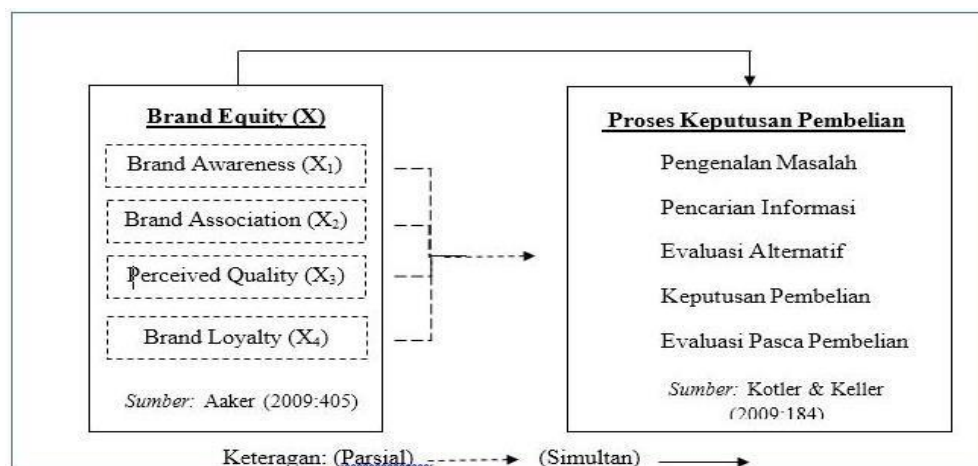 Brand Equity (X)
Brand Awareness (X₁)
Brand Association (X₂)
Perceived Quality (X₃)
Brand Loyalty (X₄)
Sumber: Aaker (2009:405)
Proses Keputusan Pembelian
Pengenalan Masalah
Pencarian Informasi
Evaluasi Alternatif
Keputusan Pembelian
Evaluasi Pasca Pembelian
Sumber: Kotler & Keller
(2009:184)
Keteragan: (Parsial) (Simultan)